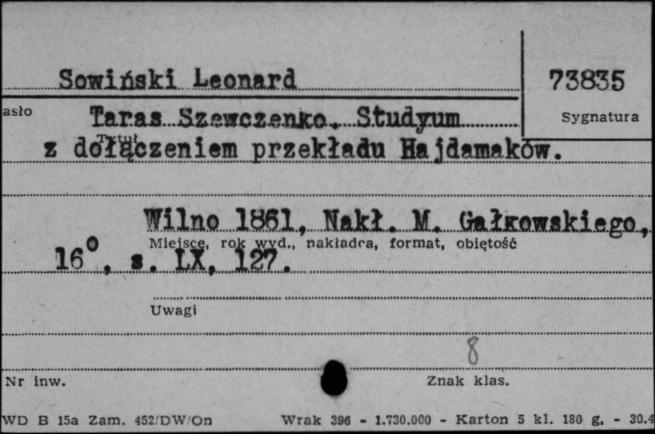 Sowiński Leonard
73835
asło
Sygnatura
Taras Szewczenko. Studyum
Tytuł
z dołączeniem przekładu Hajdamaków.
Wilno 1861, Nakł. M. Gałkowskiego,
Miejsce, rok wyd., nakładca, format, objętość
16⁰, s. LX, 127.
Uwagi
8
Nr inw.
Znak klas.
WD B 15a Zam. 452/DW/On Wrak 396 - 1.730.000 - Karton 5 kl. 180 g. - 30.4